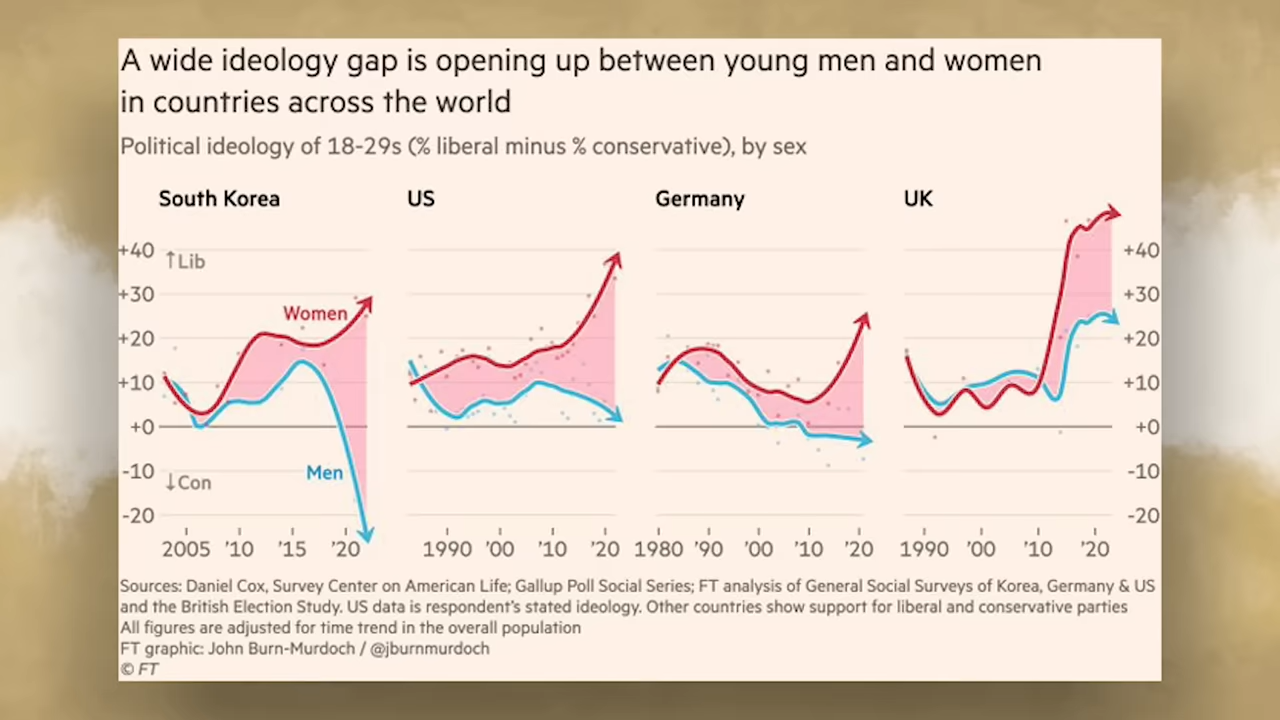 A wide ideology gap is opening up between young men and women
in countries across the world
Political ideology of 18-29s (% liberal minus % conservative), by sex
South Korea
US
Germany
UK
+40
↑Lib
+40
+30
Women
+30
+20
+20
+10
+10
+0
+0
-10
Men
-10
↓Con
-20
-20
2005 '10 '15 '20
1990 '00 '10 '20
1980 '90 '00 '10 '20
1990 '00 '10 '20
Sources: Daniel Cox, Survey Center on American Life; Gallup Poll Social Series; FT analysis of General Social Surveys of Korea, Germany & US
and the British Election Study. US data is respondent's stated ideology. Other countries show support for liberal and conservative parties
All figures are adjusted for time trend in the overall population
FT graphic: John Burn-Murdoch / @jburnmurdoch
© FT